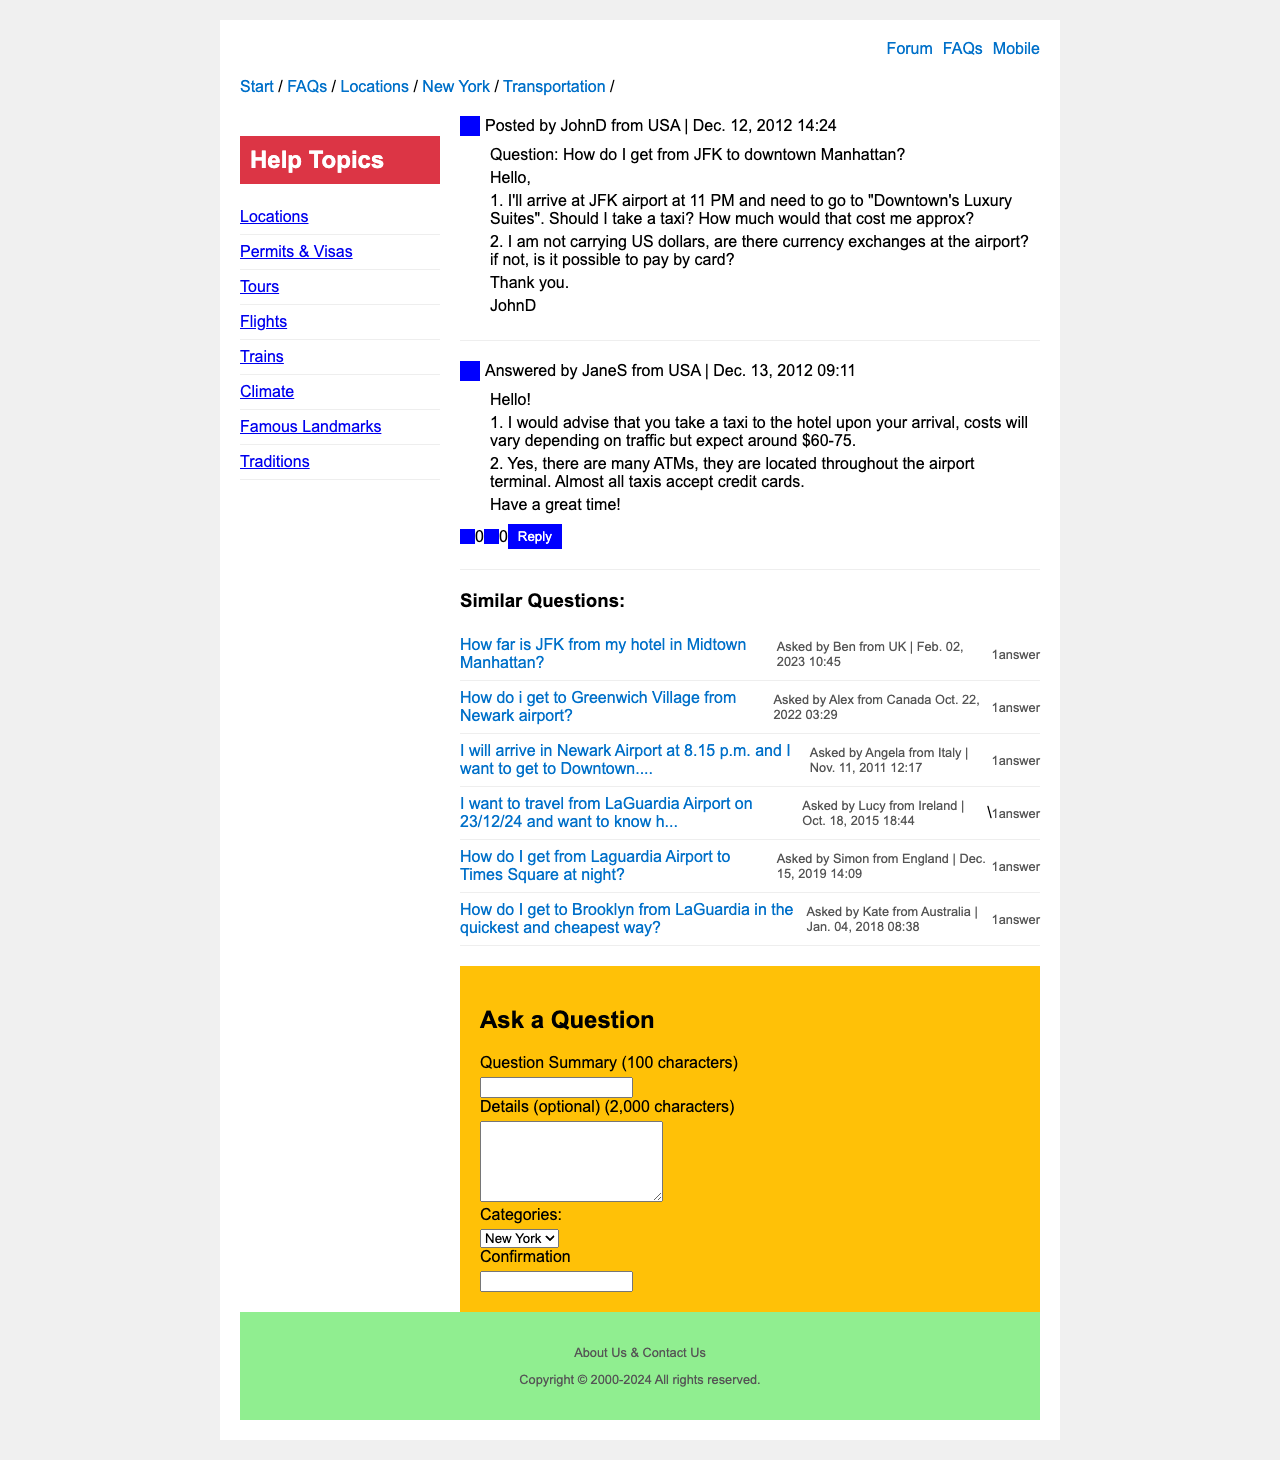 Forum FAQs Mobile
Start / FAQs / Locations / New York / Transportation /
Help Topics
Locations
Permits & Visas
Tours
Flights
Trains
Climate
Famous Landmarks
Traditions
Posted by JohnD from USA | Dec. 12, 2012 14:24
Question: How do I get from JFK to downtown Manhattan?
Hello,
1. I'll arrive at JFK airport at 11 PM and need to go to "Downtown's Luxury
Suites". Should I take a taxi? How much would that cost me approx?
2. I am not carrying US dollars, are there currency exchanges at the airport?
if not, is it possible to pay by card?
Thank you.
JohnD
Answered by JaneS from USA | Dec. 13, 2012 09:11
Hello!
1. I would advise that you take a taxi to the hotel upon your arrival, costs will
vary depending on traffic but expect around $60-75.
2. Yes, there are many ATMs, they are located throughout the airport
terminal. Almost all taxis accept credit cards.
Have a great time!
0 0 Reply
Similar Questions:
How far is JFK from my hotel in Midtown
Manhattan?
Asked by Ben from UK | Feb. 02,
2023 10:45
1answer
How do i get to Greenwich Village from
Newark airport?
Asked by Alex from Canada Oct. 22,
2022 03:29
1answer
I will arrive in Newark Airport at 8.15 p.m. and I
want to get to Downtown....
Asked by Angela from Italy |
Nov. 11, 2011 12:17
1answer
I want to travel from LaGuardia Airport on
23/12/24 and want to know h...
Asked by Lucy from Ireland |
Oct. 18, 2015 18:44
\1answer
How do I get from Laguardia Airport to
Times Square at night?
Asked by Simon from England | Dec.
15, 2019 14:09
1answer
How do I get to Brooklyn from LaGuardia in the
quickest and cheapest way?
Asked by Kate from Australia |
Jan. 04, 2018 08:38
1answer
Ask a Question
Question Summary (100 characters)
Details (optional) (2,000 characters)
Categories:
New York
Confirmation
About Us & Contact Us
Copyright © 2000-2024 All rights reserved.